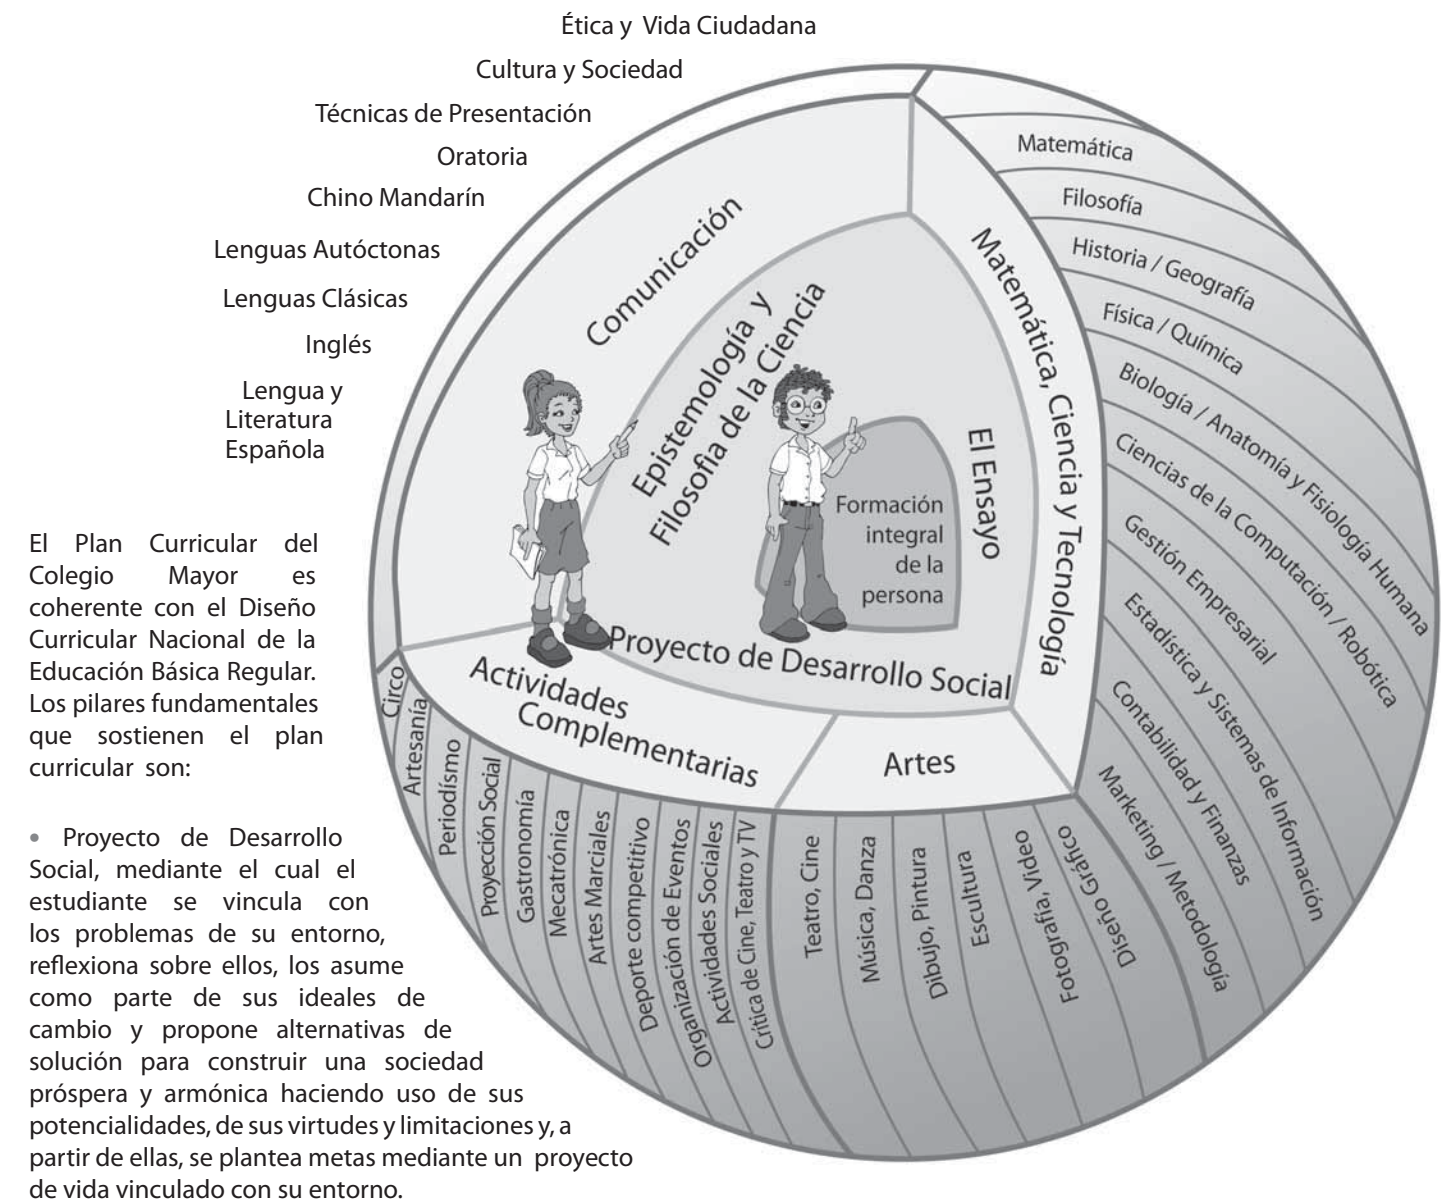 Ética y Vida Ciudadana
Cultura y Sociedad
Técnicas de Presentación
Oratoria
Chino Mandarín
Lenguas Autóctonas
Lenguas Clásicas
Inglés
Lengua y
Literatura
Española
El Plan Curricular del
Colegio Mayor es
coherente con el Diseño
Curricular Nacional de la
Educación Básica Regular.
Los pilares fundamentales
que sostienen el plan
curricular son:
• Proyecto de Desarrollo
Social, mediante el cual el
estudiante se vincula con
los problemas de su entorno,
reflexiona sobre ellos, los asume
como parte de sus ideales de
cambio y propone alternativas de
solución para construir una sociedad
próspera y armónica haciendo uso de sus
potencialidades, de sus virtudes y limitaciones y, a
partir de ellas, se plantea metas mediante un proyecto
de vida vinculado con su entorno.
Comunicación
Epistemología y
Filosofia de la Ciencia
El Ensayo
Formación
integral
de la
persona
Proyecto de Desarrollo Social
Matemática, Ciencia y Tecnología
Actividades
Complementarias
Artes
Matemática
Filosofía
Historia / Geografía
Física / Química
Biología / Anatomía y Fisiología Humana
Ciencias de la Computación / Robótica
Gestión Empresarial
Estadística y Sistemas de Información
Contabilidad y Finanzas
Marketing / Metodología
Circo
Artesanía
Periodísmo
Proyección Social
Gastronomía
Mecatrónica
Artes Marciales
Deporte competitivo
Organización de Eventos
Actividades Sociales
Crítica de Cine, Teatro y TV
Teatro, Cine
Música, Danza
Dibujo, Pintura
Escultura
Fotografía, Video
Diseño Gráfico